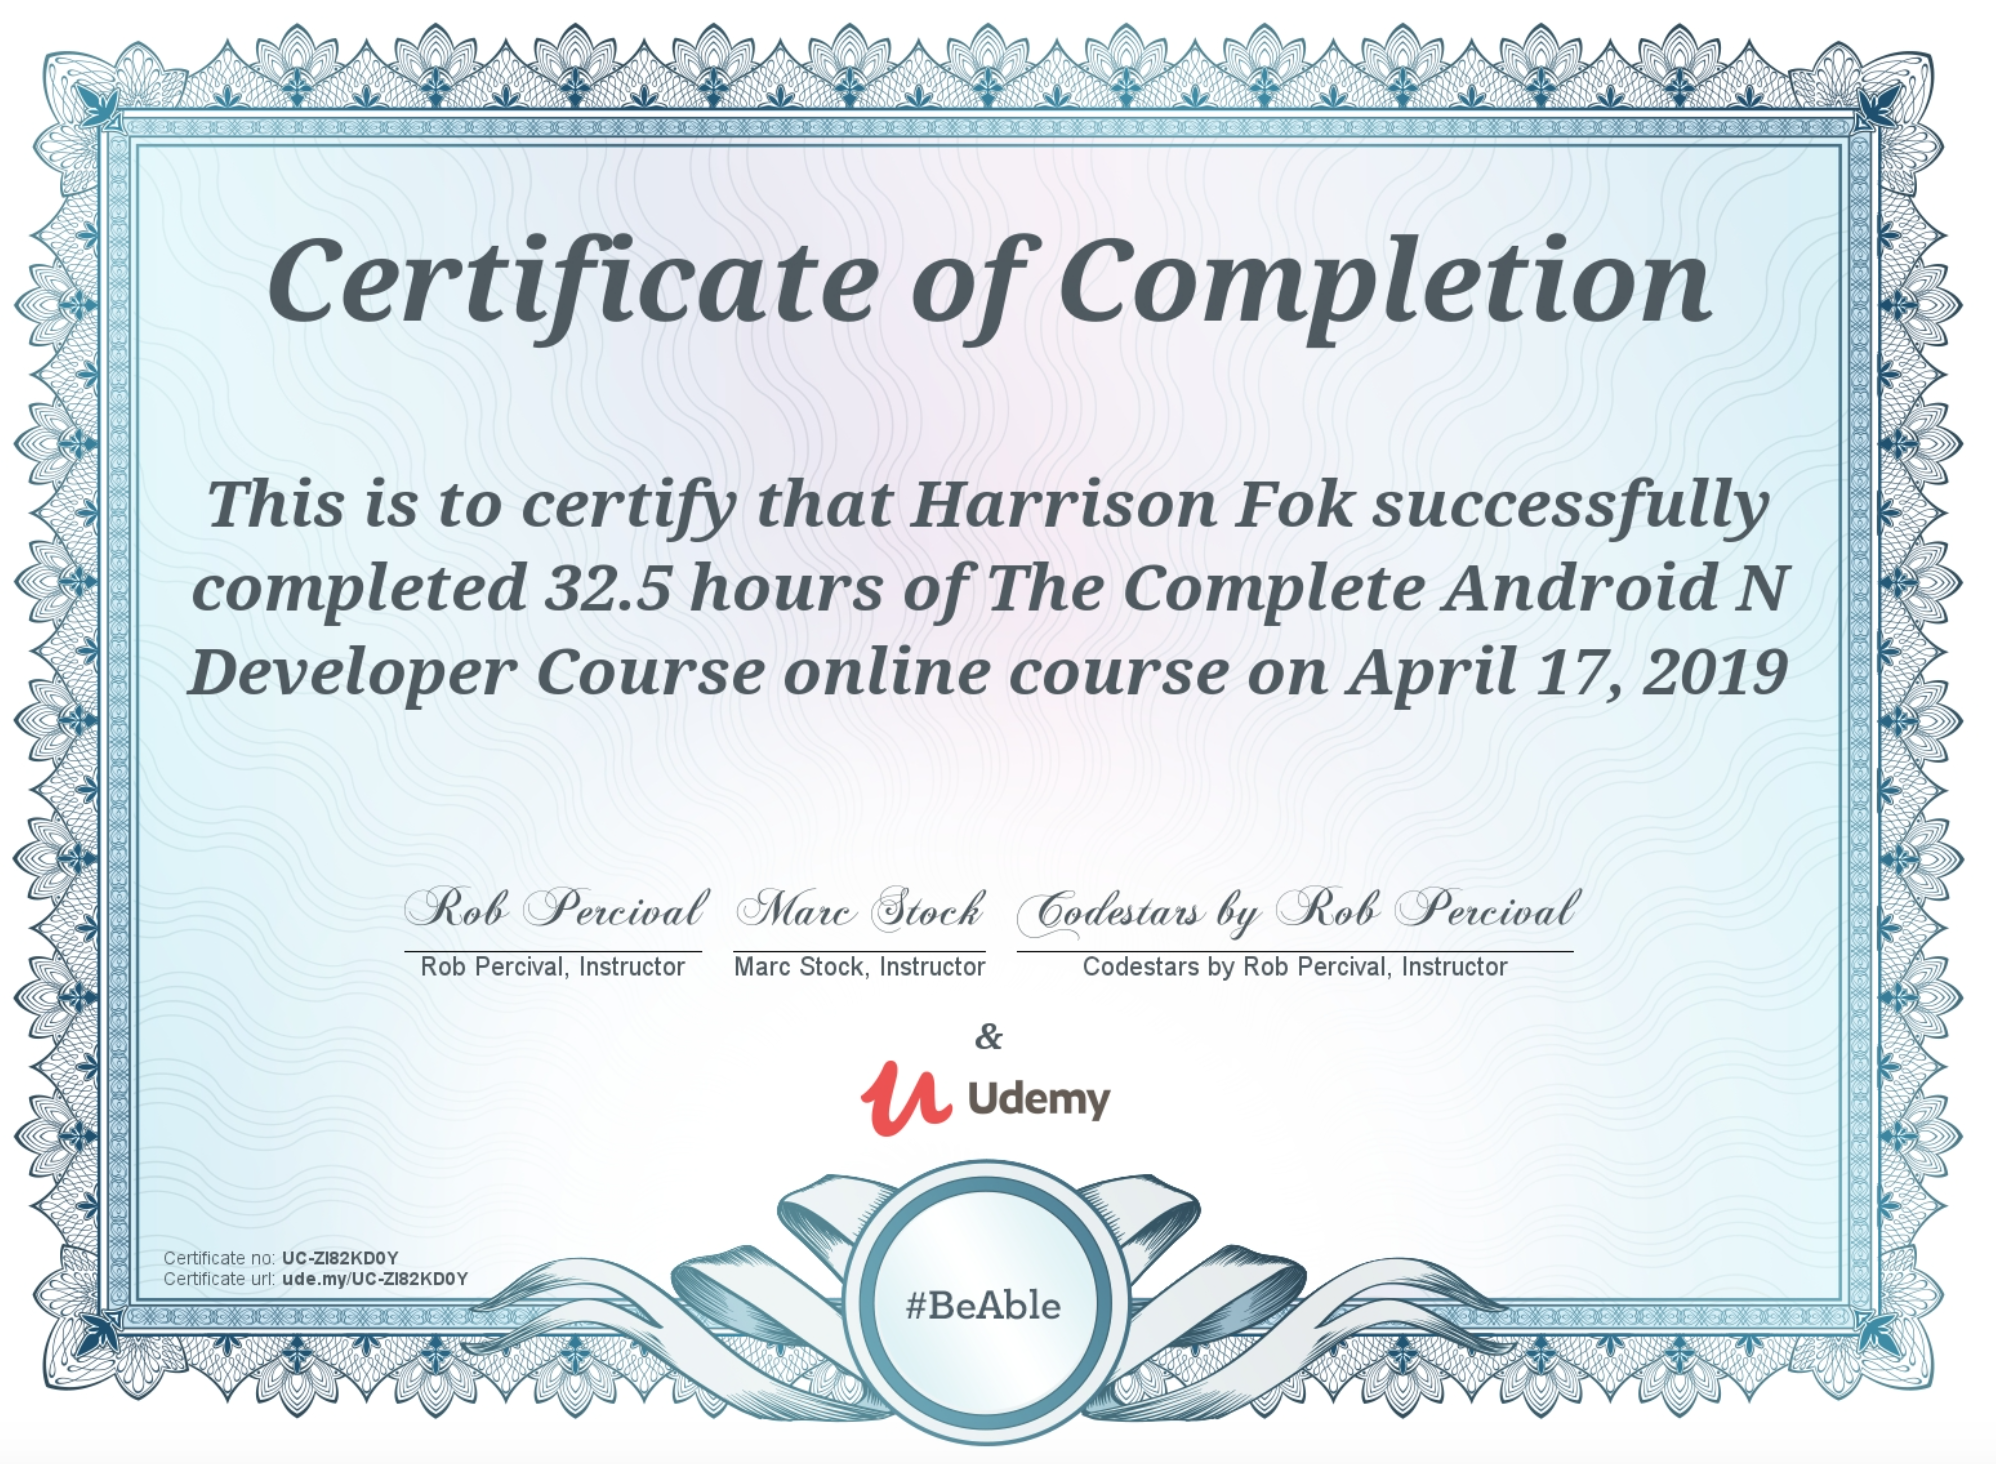 Certificate of Completion
This is to certify that Harrison Fok successfully
completed 32.5 hours of The Complete Android N
Developer Course online course on April 17, 2019
Rob Percival Marc Stock Codestars by Rob Percival
Rob Percival, Instructor Marc Stock, Instructor Codestars by Rob Percival, Instructor
&
Udemy
Certificate no: UC-ZI82KD0Y
Certificate url: ude.my/UC-ZI82KD0Y
#BeAble